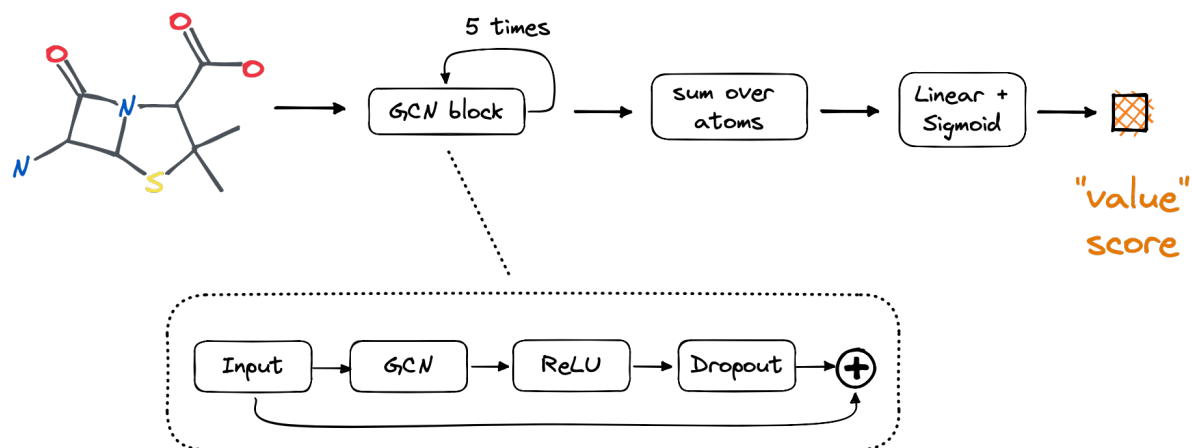 5 times
O
O
O
N
N
S
GCN block
sum over
atoms
Linear +
Sigmoid
"value"
score
Input
GCN
ReLU
Dropout
+